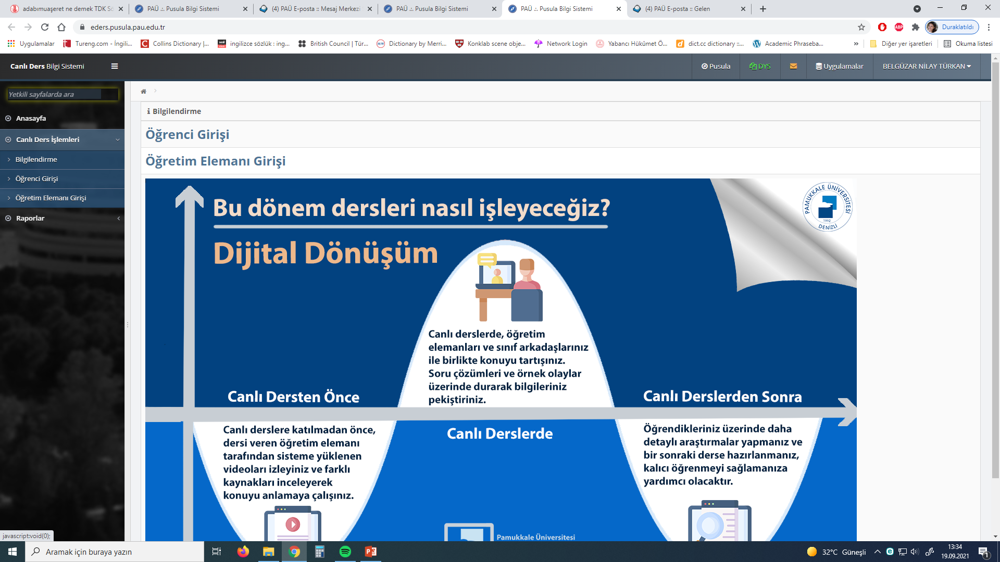 adabımuaşeret ne demek TDK Sö
PAÜ .:. Pusula Bilgi Sistemi
(4) PAÜ E-posta :: Mesaj Merkezi
PAÜ .:. Pusula Bilgi Sistemi
PAÜ .:. Pusula Bilgi Sistemi
(4) PAÜ E-posta :: Gelen
eders.pusula.pau.edu.tr
ABP
Duraklatıldı
Uygulamalar
Tureng.com - İngili...
Collins Dictionary |...
ingilizce sözlük : ing...
British Council | Tür...
Dictionary by Merri...
Konklab scene obje...
Network Login
Yabancı Hükûmet Ö...
dict.cc dictionary ::...
Academic Phraseba...
»
Diğer yer işaretleri
Okuma listesi
Canlı Ders Bilgi Sistemi
Pusula
DYS
Uygulamalar
BELGÜZAR NİLAY TÜRKAN
Yetkili sayfalarda ara
Anasayfa
Canlı Ders İşlemleri
Bilgilendirme
Öğrenci Girişi
Öğretim Elemanı Girişi
Raporlar
Bilgilendirme
Öğrenci Girişi
Öğretim Elemanı Girişi
Bu dönem dersleri nasıl işleyeceğiz?
Dijital Dönüşüm
PAMUKKALE ÜNİVERSİTESİ
1992
DENİZLİ
Canlı derslerde, öğretim
elemanları ve sınıf arkadaşlarınız
ile birlikte konuyu tartışınız.
Soru çözümleri ve örnek olaylar
üzerinde durarak bilgileriniz
pekiştiriniz.
Canlı Dersten Önce
Canlı derslere katılmadan önce,
dersi veren öğretim elemanı
tarafından sisteme yüklenen
videoları izleyiniz ve farklı
kaynakları inceleyerek
konuyu anlamaya çalışınız.
Canlı Derslerde
Canlı Derslerden Sonra
Öğrendikleriniz üzerinde daha
detaylı araştırmalar yapmanız ve
bir sonraki derse hazırlanmanız,
kalıcı öğrenmeyi sağlamanıza
yardımcı olacaktır.
Pamukkale Üniversitesi
javascript:void(0);
Aramak için buraya yazın
32°C Güneşli
13:34
19.09.2021
1